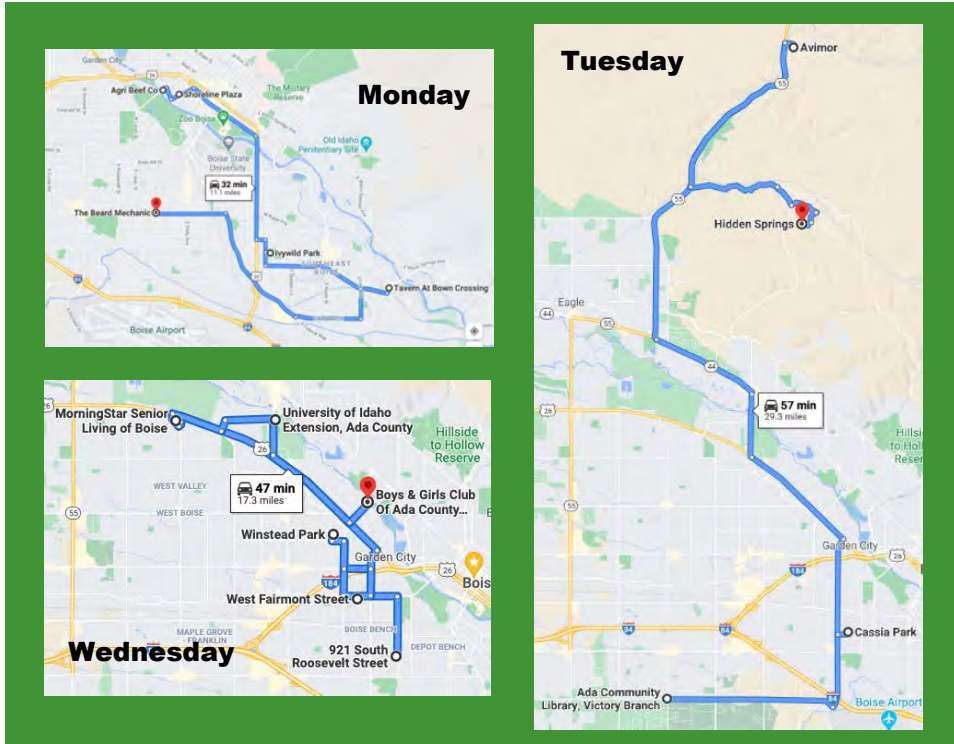 Monday
Garden City
Agri Beef Co
Shoreline Plaza
The Military
Reserve
Zoo Boise
Old Idaho
Penitentiary Site
Boise State
University
32 min
11.1 miles
The Beard Mechanic
Ivywild Park
SOUTHEAST
BOISE
Tavern At Bown Crossing
Boise Airport
Tuesday
Avimor
55
55
Hidden Springs
Eagle
44
55
44
26
57 min
29.3 miles
Garden City
26
184
84
84
Cassia Park
Ada Community
Library, Victory Branch
84
Boise Airport
Wednesday
26
MorningStar Senior
Living of Boise
University of Idaho
Extension, Ada County
26
Hillside
to Hollow
Reserve
47 min
17.3 miles
WEST VALLEY
WEST BOISE
55
Boys & Girls Club
Of Ada County...
Winstead Park
Garden City
26
184
Bois
West Fairmont Street
BOISE BENCH
MAPLE GROVE
- FRANKLIN
921 South
Roosevelt Street
DEPOT BENCH